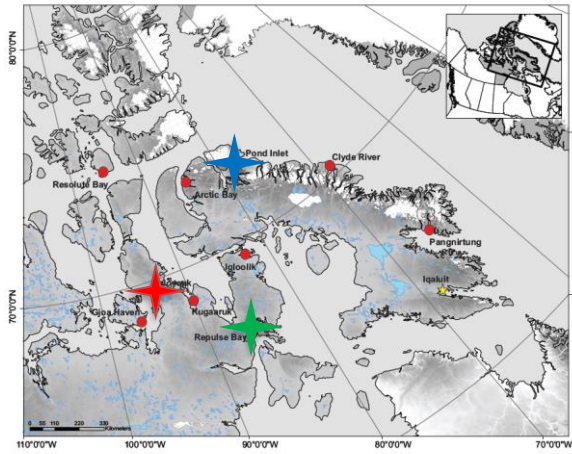 80°0'0"N
Pond Inlet
Clyde River
Resolute Bay
Arctic Bay
Pangnirtung
Igloolik
Iqaluit
70°0'0"N
Kugaaruk
Gjoa Haven
Repulse Bay
0 55 110 220 330
Kilometers
110°0'0"W
100°0'0"W
90°0'0"W
80°0'0"W
70°0'0"W